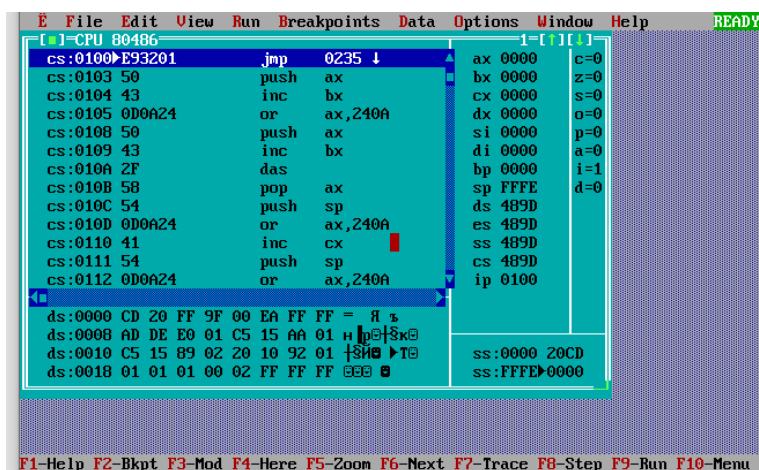 Ë File Edit View Run Breakpoints Data Options Window Help READY
[■]=CPU 80486 1=[↑][↓]
cs:0100►E93201 jmp 0235 ↓ ax 0000 c=0
cs:0103 50 push ax bx 0000 z=0
cs:0104 43 inc bx cx 0000 s=0
cs:0105 0D0A24 or ax,240A dx 0000 o=0
cs:0108 50 push ax si 0000 p=0
cs:0109 43 inc bx di 0000 a=0
cs:010A 2F das bp 0000 i=1
cs:010B 58 pop ax sp FFFE d=0
cs:010C 54 push sp ds 489D
cs:010D 0D0A24 or ax,240A es 489D
cs:0110 41 inc cx ss 489D
cs:0111 54 push sp cs 489D
cs:0112 0D0A24 or ax,240A ip 0100
ds:0000 CD 20 FF 9F 00 EA FF FF = Я ъ
ds:0008 AD DE E0 01 C5 15 AA 01 н ▐р☺┼§к☺
ds:0010 C5 15 89 02 20 10 92 01 ┼§Й☻ ►Т☺ ss:0000 20CD
ds:0018 01 01 01 00 02 FF FF FF ☺☺☺ ☻ ss:FFFE►0000
F1-Help F2-Bkpt F3-Mod F4-Here F5-Zoom F6-Next F7-Trace F8-Step F9-Run F10-Menu